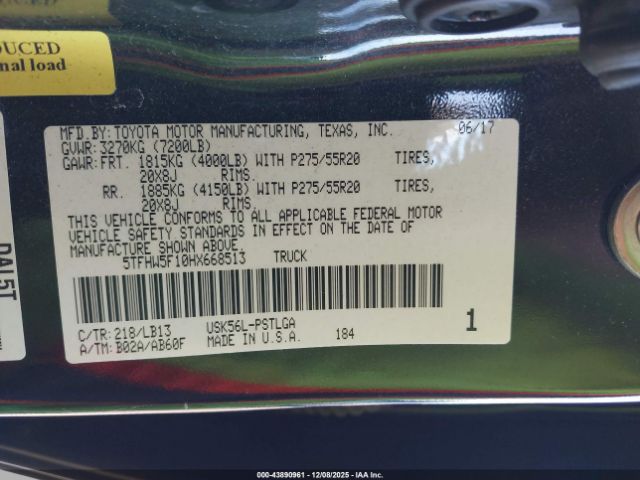 DUCED
nal load
MFD.BY: TOYOTA MOTOR MANUFACTURING, TEXAS, INC. 06/17
GVWR: 3270KG (7200LB)
GAWR: FRT. 1815KG (4000LB) WITH P275/55R20 TIRES,
20X8J RIMS.
RR. 1885KG (4150LB) WITH P275/55R20 TIRES,
20X8J RIMS.
THIS VEHICLE CONFORMS TO ALL APPLICABLE FEDERAL MOTOR
VEHICLE SAFETY STANDARDS IN EFFECT ON THE DATE OF
MANUFACTURE SHOWN ABOVE.
5TFHW5F10HX668513 TRUCK
C/TR: 218/LB13 USK56L-PSTLGA
A/TM: B02A/AB60F MADE IN U.S.A. 184
1
DAL5T
000-43890961 - 12/08/2025 - IAA Inc.